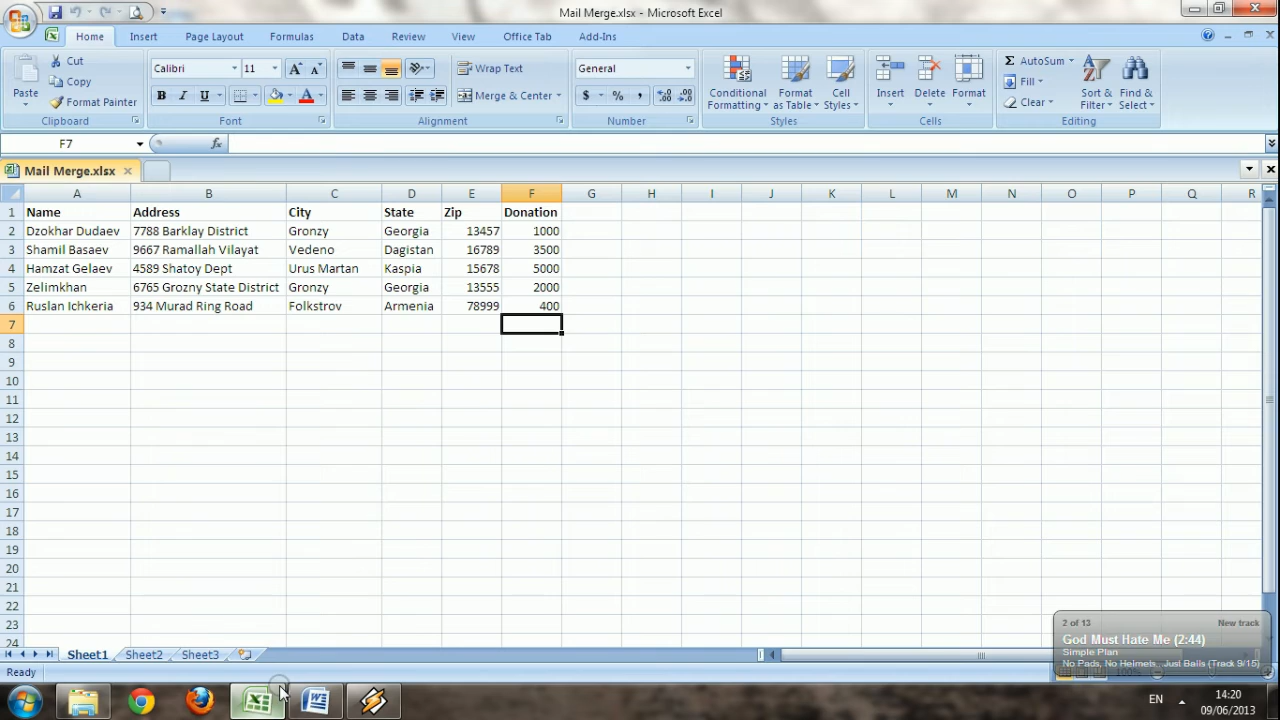 Mail Merge.xlsx - Microsoft Excel
Home Insert Page Layout Formulas Data Review View Office Tab Add-Ins
Paste Cut Copy Format Painter
Clipboard
Calibri 11
B I U A
Font
Wrap Text
Merge & Center
Alignment
General
$ % ,
Number
Conditional Formatting Format as Table Cell Styles
Styles
Insert Delete Format
Cells
Σ AutoSum Fill Clear Sort & Filter Find & Select
Editing
F7 fx
Mail Merge.xlsx
A B C D E F G H I J K L M N O P Q R
1 Name Address City State Zip Donation
2 Dzokhar Dudaev 7788 Barklay District Gronzy Georgia 13457 1000
3 Shamil Basaev 9667 Ramallah Vilayat Vedeno Dagistan 16789 3500
4 Hamzat Gelaev 4589 Shatoy Dept Urus Martan Kaspia 15678 5000
5 Zelimkhan 6765 Grozny State District Gronzy Georgia 13555 2000
6 Ruslan Ichkeria 934 Murad Ring Road Folkstrov Armenia 78999 400
7
8
9
10
11
12
13
14
15
16
17
18
19
20
21
22
23
24
2 of 13 New track
God Must Hate Me (2:44)
Simple Plan
No Pads, No Helmets...Just Balls (Track 9/15)
Sheet1 Sheet2 Sheet3
Ready 100%
EN 14:20
09/06/2013